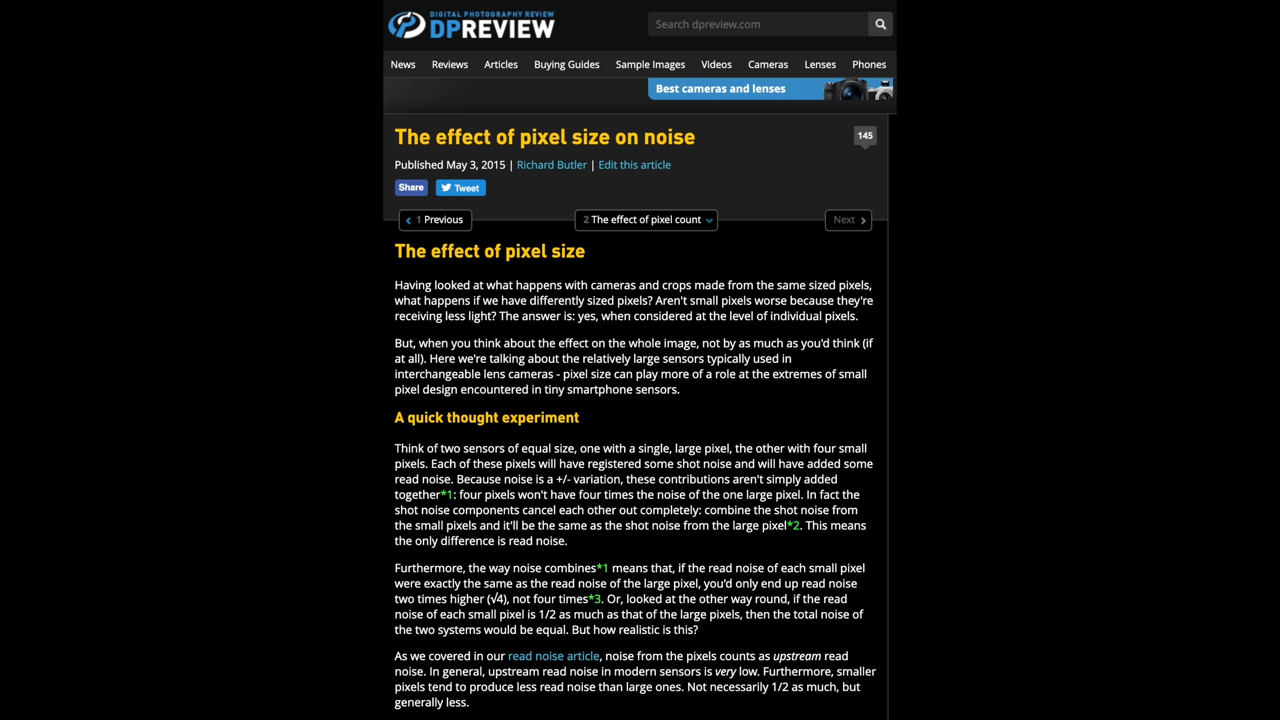 DIGITAL PHOTOGRAPHY REVIEW
DPREVIEW
Search dpreview.com
News Reviews Articles Buying Guides Sample Images Videos Cameras Lenses Phones
Best cameras and lenses
The effect of pixel size on noise
145
Published May 3, 2015 | Richard Butler | Edit this article
Share Tweet
1 Previous 2 The effect of pixel count Next
The effect of pixel size
Having looked at what happens with cameras and crops made from the same sized pixels,
what happens if we have differently sized pixels? Aren't small pixels worse because they're
receiving less light? The answer is: yes, when considered at the level of individual pixels.
But, when you think about the effect on the whole image, not by as much as you'd think (if
at all). Here we're talking about the relatively large sensors typically used in
interchangeable lens cameras - pixel size can play more of a role at the extremes of small
pixel design encountered in tiny smartphone sensors.
A quick thought experiment
Think of two sensors of equal size, one with a single, large pixel, the other with four small
pixels. Each of these pixels will have registered some shot noise and will have added some
read noise. Because noise is a +/- variation, these contributions aren't simply added
together*1: four pixels won't have four times the noise of the one large pixel. In fact the
shot noise components cancel each other out completely: combine the shot noise from
the small pixels and it'll be the same as the shot noise from the large pixel*2. This means
the only difference is read noise.
Furthermore, the way noise combines*1 means that, if the read noise of each small pixel
were exactly the same as the read noise of the large pixel, you'd only end up read noise
two times higher (√4), not four times*3. Or, looked at the other way round, if the read
noise of each small pixel is 1/2 as much as that of the large pixels, then the total noise of
the two systems would be equal. But how realistic is this?
As we covered in our read noise article, noise from the pixels counts as upstream read
noise. In general, upstream read noise in modern sensors is very low. Furthermore, smaller
pixels tend to produce less read noise than large ones. Not necessarily 1/2 as much, but
generally less.